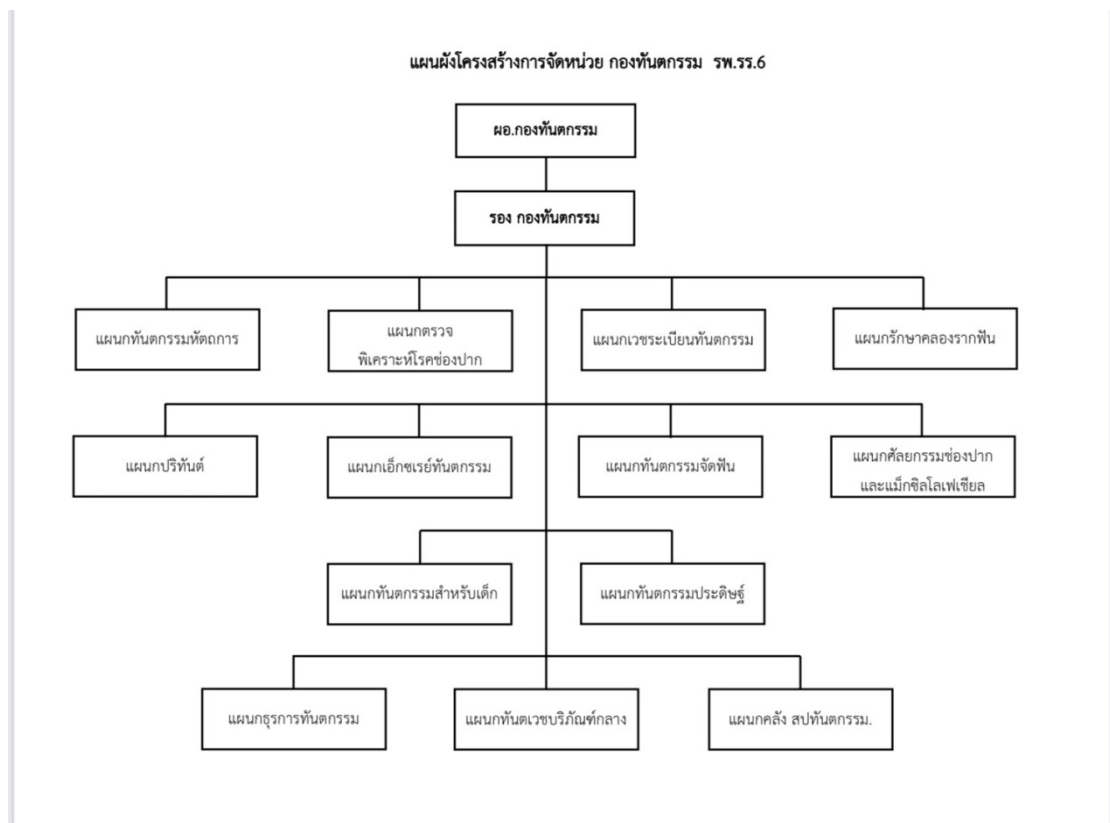 แผนผังโครงสร้างการจัดหน่วย กองทันตกรรม รพ.รร.6
ผอ.กองทันตกรรม
รอง กองทันตกรรม
แผนกทันตกรรมหัตถการ
แผนกตรวจ
พิเคราะห์โรคช่องปาก
แผนกเวชระเบียนทันตกรรม
แผนกรักษาคลองรากฟัน
แผนกปริทันต์
แผนกเอ็กซเรย์ทันตกรรม
แผนกทันตกรรมจัดฟัน
แผนกศัลยกรรมช่องปาก
และแม็กซิลโลเฟเชียล
แผนกทันตกรรมสำหรับเด็ก
แผนกทันตกรรมประดิษฐ์
แผนกธุรการทันตกรรม
แผนกทันตเวชบริภัณฑ์กลาง
แผนกคลัง สปทันตกรรม.